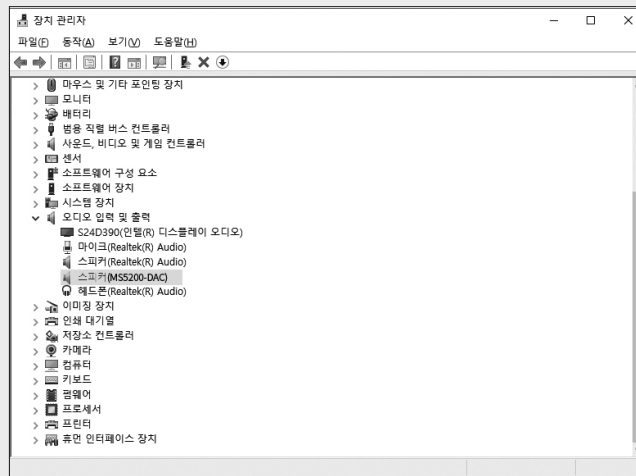 장치 관리자
파일(F) 동작(A) 보기(V) 도움말(H)
마우스 및 기타 포인팅 장치
모니터
배터리
범용 직렬 버스 컨트롤러
사운드, 비디오 및 게임 컨트롤러
센서
소프트웨어 구성 요소
소프트웨어 장치
시스템 장치
오디오 입력 및 출력
S24D390(인텔(R) 디스플레이 오디오)
마이크(Realtek(R) Audio)
스피커(Realtek(R) Audio)
스피커(MS5200-DAC)
헤드폰(Realtek(R) Audio)
이미징 장치
인쇄 대기열
저장소 컨트롤러
카메라
컴퓨터
키보드
펌웨어
프로세서
프린터
휴먼 인터페이스 장치